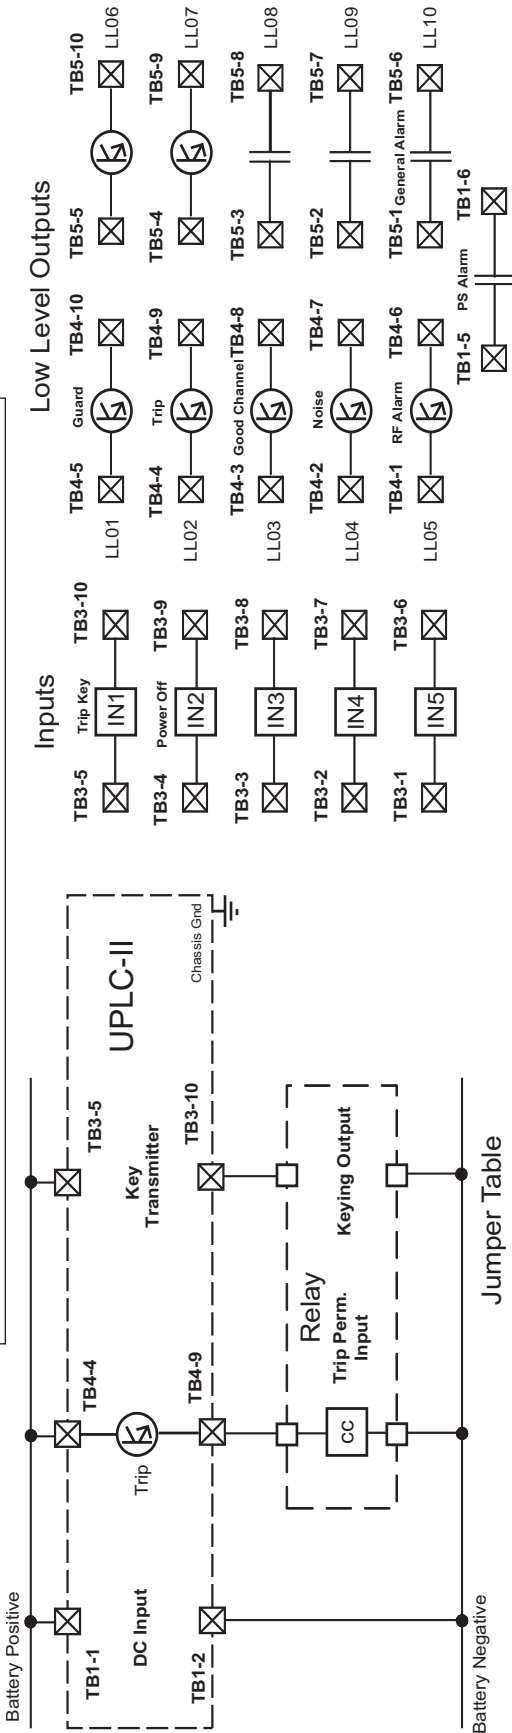 Battery Positive
TB1-1
DC Input
TB1-2
TB4-4
Trip
TB4-9
TB3-5
Key
Transmitter
TB3-10
UPLC-II
Chassis Gnd
Relay
Trip Perm.
Input
CC
Keying Output
Battery Negative
Jumper Table
Inputs
TB3-5
Trip Key
IN1
TB3-10
TB3-4
Power Off
IN2
TB3-9
TB3-3
IN3
TB3-8
TB3-2
IN4
TB3-7
TB3-1
IN5
TB3-6
Low Level Outputs
LL01
TB4-5
Guard
TB4-10
LL02
TB4-4
Trip
TB4-9
LL03
TB4-3
Good Channel
TB4-8
LL04
TB4-2
Noise
TB4-7
LL05
TB4-1
RF Alarm
TB4-6
TB5-5
TB5-10
LL06
TB5-4
TB5-9
LL07
TB5-3
TB5-8
LL08
TB5-2
TB5-7
LL09
TB5-1
General Alarm
TB5-6
LL10
TB1-5
PS Alarm
TB1-6